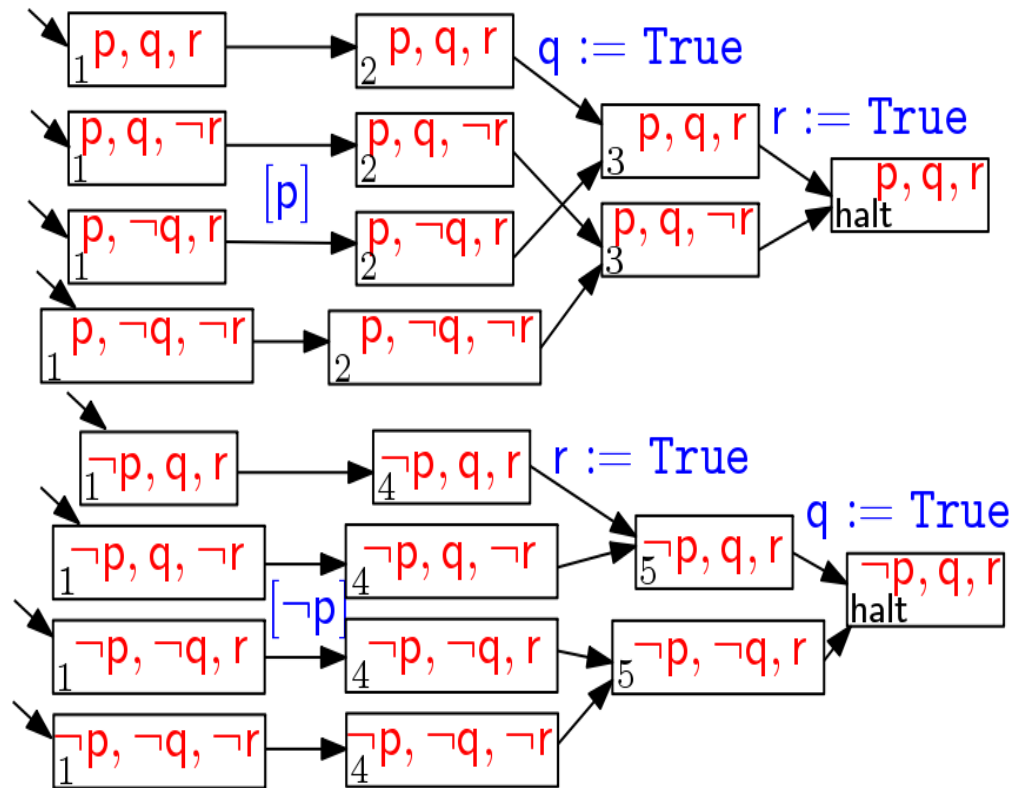 p, q, r p, q, r q := True
1 2
p, q, ¬r p, q, ¬r p, q, r r := True
1 2 3
[p] p, q, r
halt
p, ¬q, r p, ¬q, r p, q, ¬r
1 2 3
p, ¬q, ¬r p, ¬q, ¬r
1 2
¬p, q, r ¬p, q, r r := True
1 4
q := True
¬p, q, ¬r ¬p, q, ¬r ¬p, q, r ¬p, q, r
1 4 5 halt
[¬p]
¬p, ¬q, r ¬p, ¬q, r ¬p, ¬q, r
1 4 5
¬p, ¬q, ¬r ¬p, ¬q, ¬r
1 4